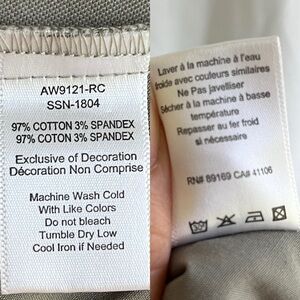 AW9121-RC
SSN-1804
97% COTTON 3% SPANDEX
97% COTTON 3% SPANDEX
Exclusive of Decoration
Décoration Non Comprise
Machine Wash Cold
With Like Colors
Do not bleach
Tumble Dry Low
Cool Iron if Needed
Laver à la machine à l'eau
froide avec couleurs similaires
Ne Pas javelliser
Sécher à la machine à basse
température
Repasser au fer froid
si nécessaire
RN# 89169 CA# 41106